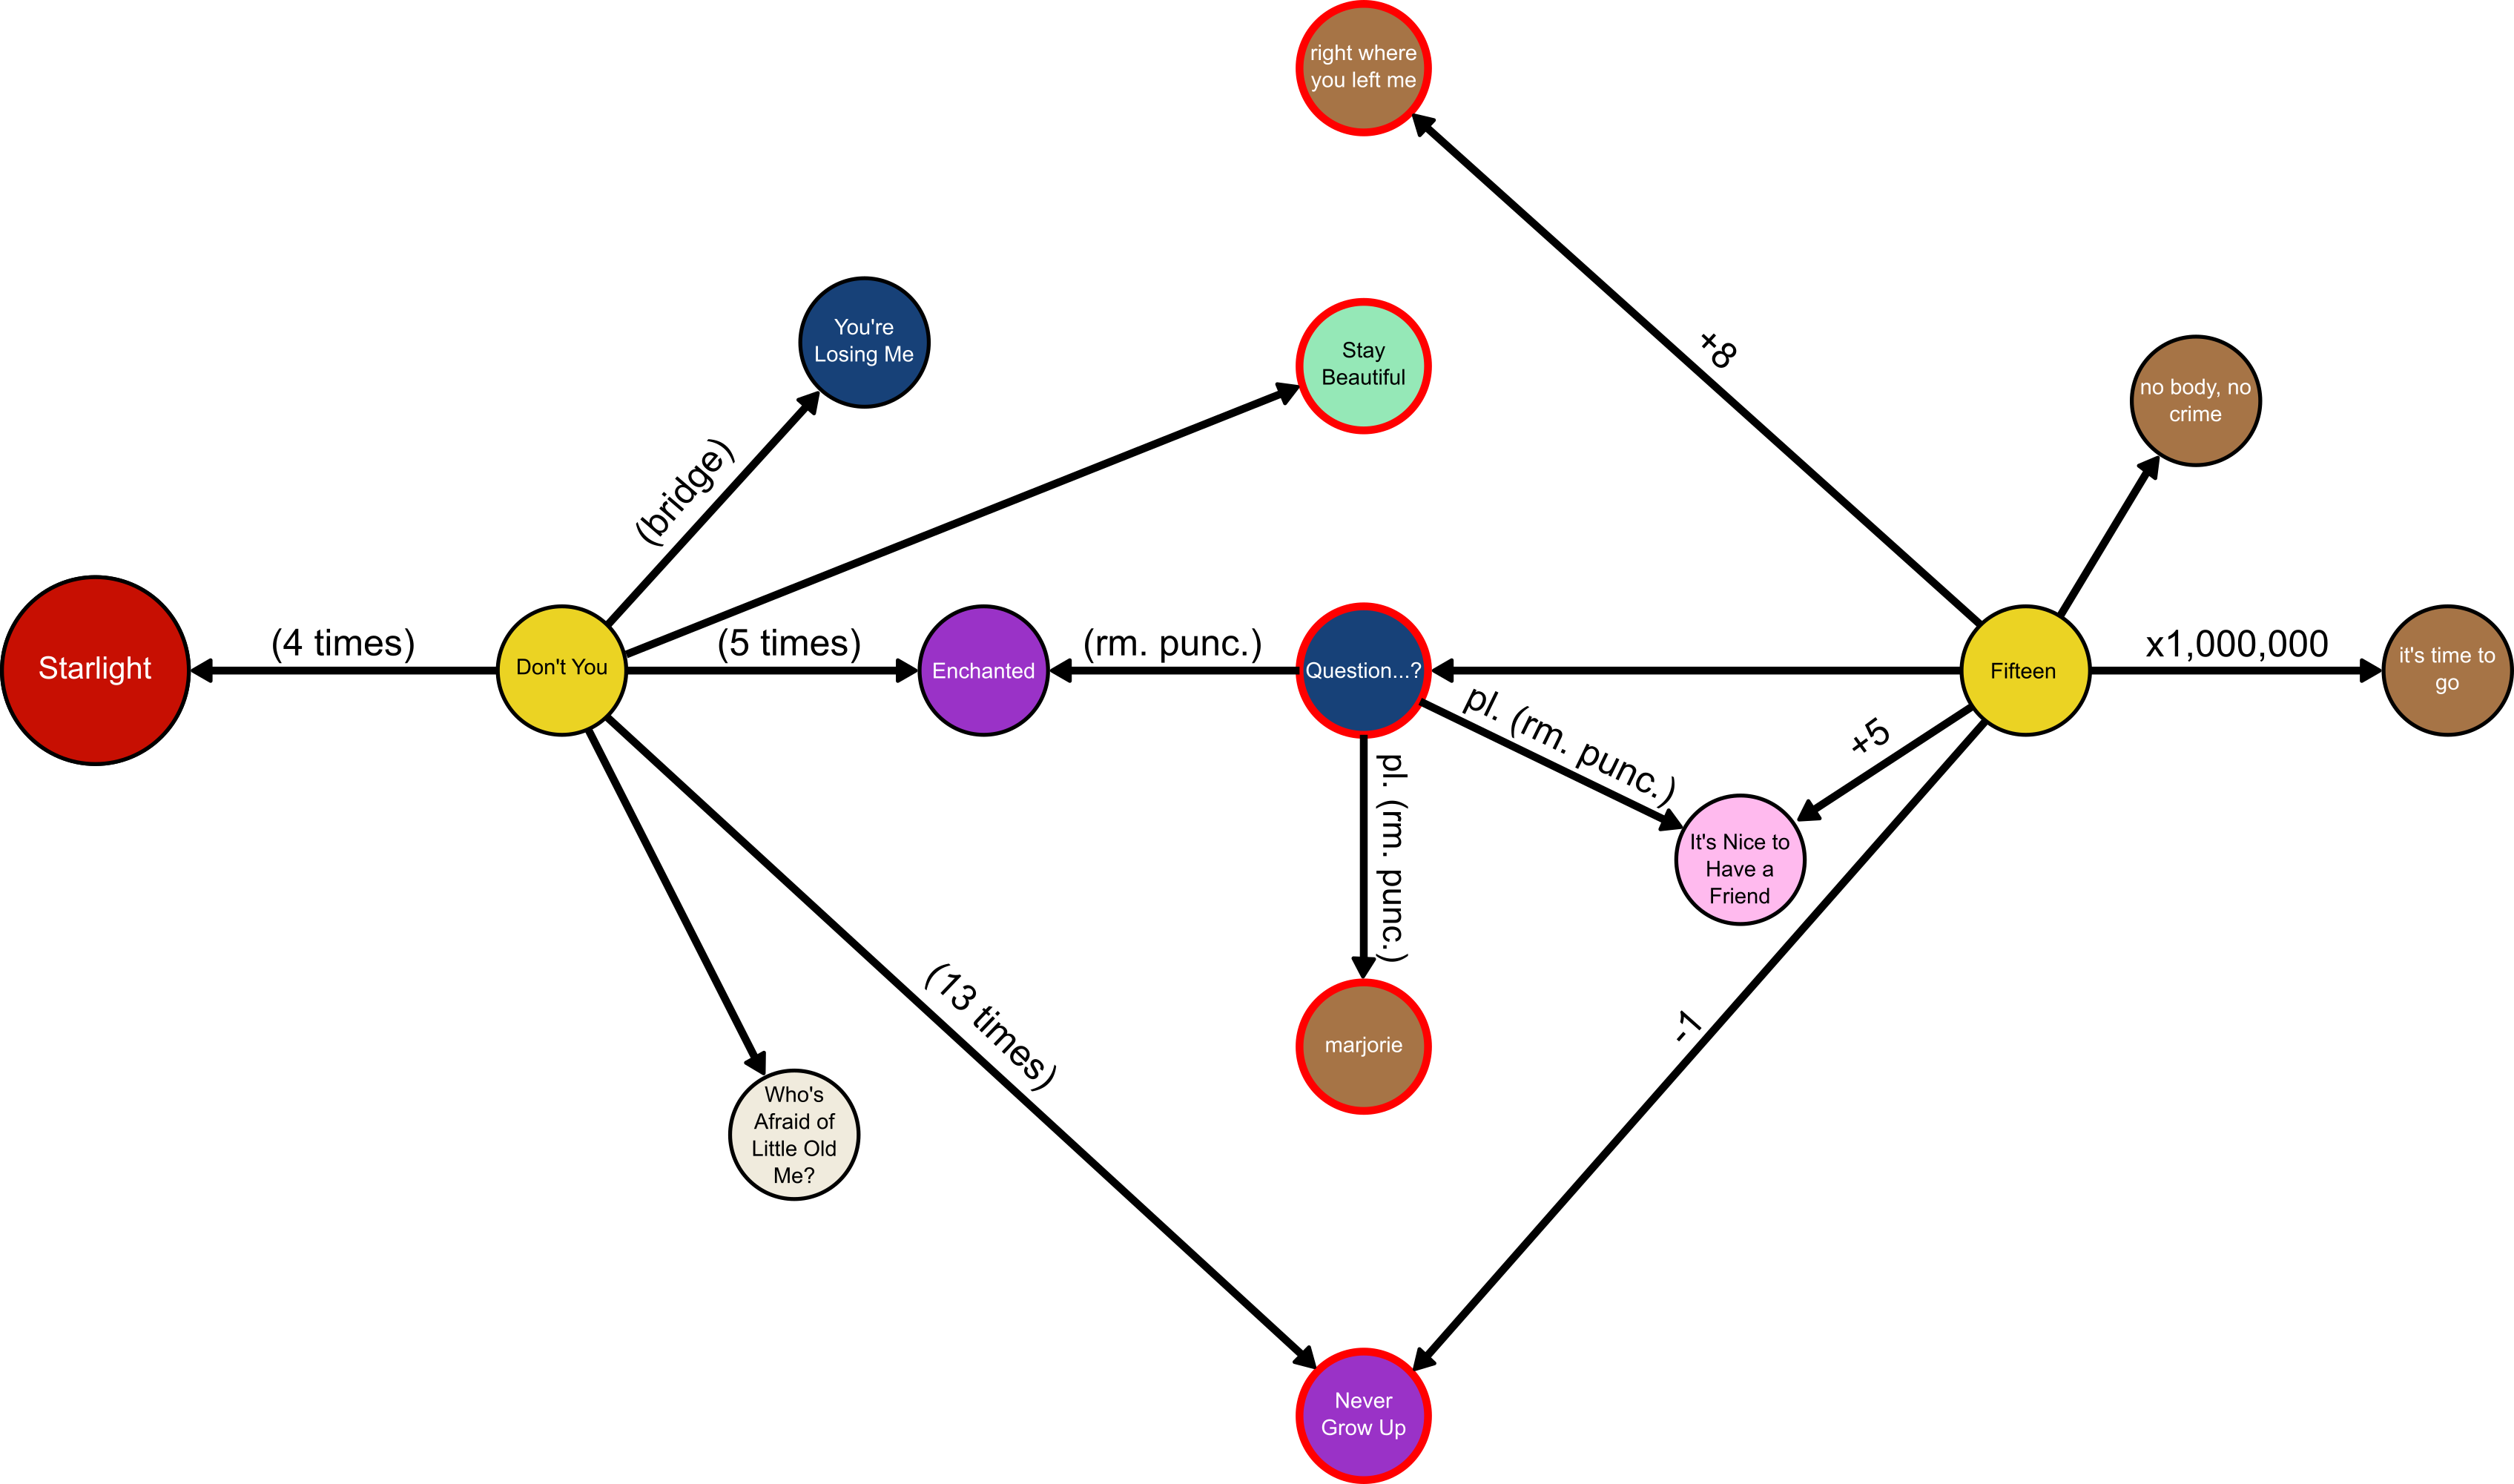 right where
you left me
+8
You're
Losing Me
Stay
Beautiful
no body, no
crime
(bridge)
Starlight
(4 times)
Don't You
(5 times)
Enchanted
(rm. punc.)
Question...?
Fifteen
x1,000,000
it's time to
go
pl. (rm. punc.)
+5
pl. (rm. punc.)
It's Nice to
Have a
Friend
marjorie
(13 times)
-1
Who's
Afraid of
Little Old
Me?
Never
Grow Up